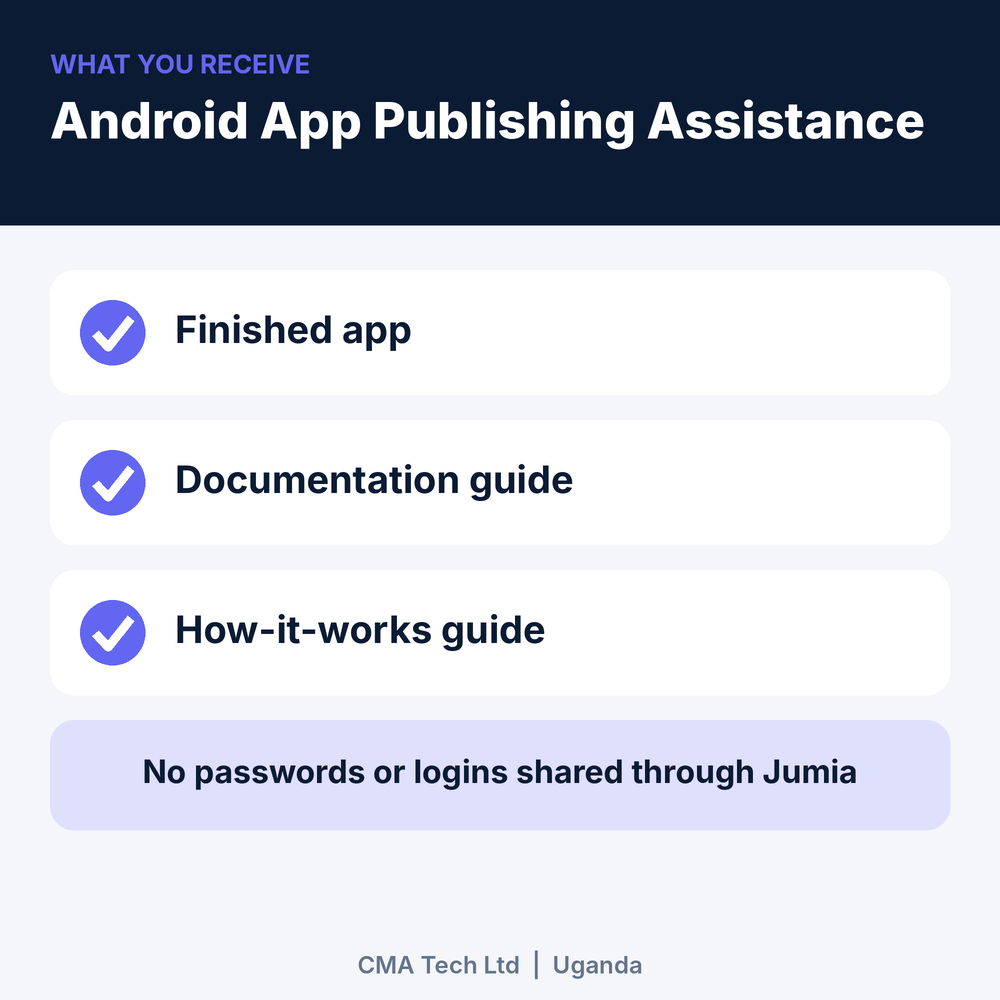 WHAT YOU RECEIVE
Android App Publishing Assistance
Finished app
Documentation guide
How-it-works guide
No passwords or logins shared through Jumia
CMA Tech Ltd | Uganda